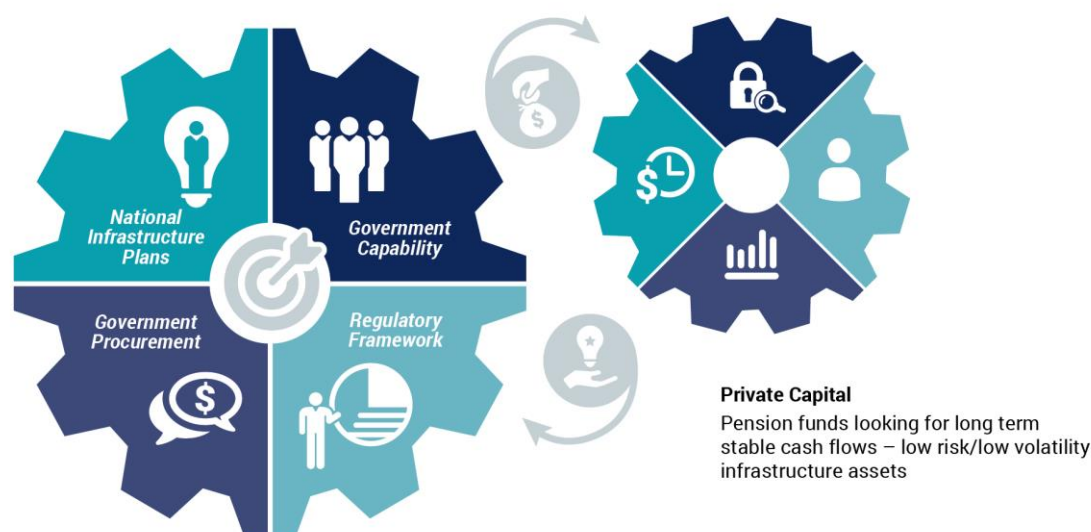 National
Infrastructure
Plans
Government
Capability
Government
Procurement
Regulatory
Framework
$
$
$
Private Capital
Pension funds looking for long term
stable cash flows – low risk/low volatility
infrastructure assets